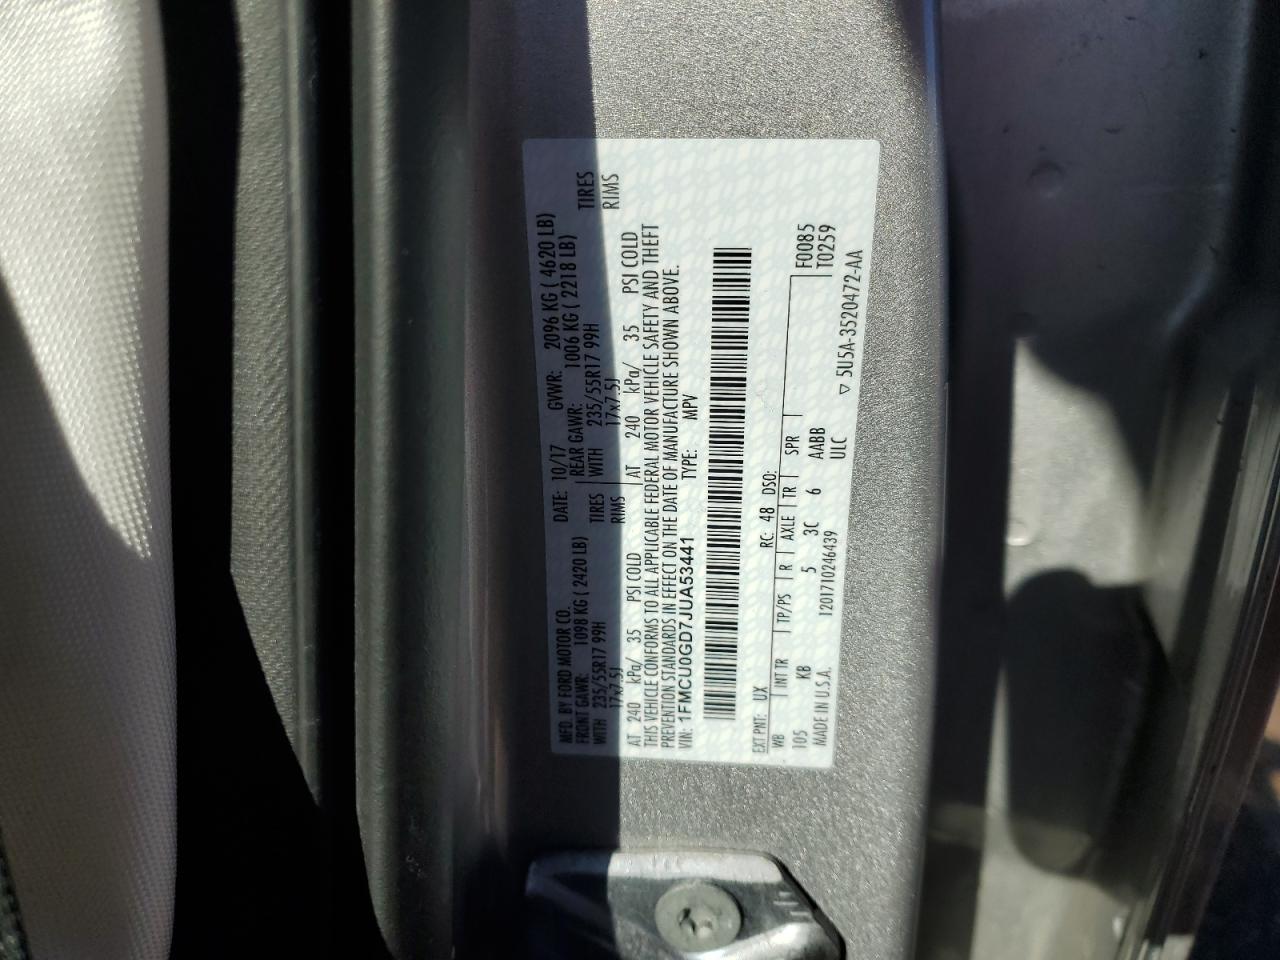 MFD. BY FORD MOTOR CO. DATE: 10/17 GVWR: 2096 KG ( 4620 LB)
FRONT GAWR: 1098 KG ( 2420 LB) REAR GAWR: 1006 KG ( 2218 LB)
WITH 235/55R17 99H TIRES WITH 235/55R17 99H TIRES
17x7.5J RIMS 17x7.5J RIMS
AT 240 kPa/ 35 PSI COLD AT 240 kPa/ 35 PSI COLD
THIS VEHICLE CONFORMS TO ALL APPLICABLE FEDERAL MOTOR VEHICLE SAFETY AND THEFT
PREVENTION STANDARDS IN EFFECT ON THE DATE OF MANUFACTURE SHOWN ABOVE.
VIN: 1FMCU0GD7JUA53441 TYPE: MPV
EXT PNT: UX RC: 48 DSO:
WB INT TR TP/PS R AXLE TR SPR F0085
105 KB 5 3C 6 AABB T0259
MADE IN U.S.A. 1201710246439 ULC
▽ 5U5A-3520472-AA